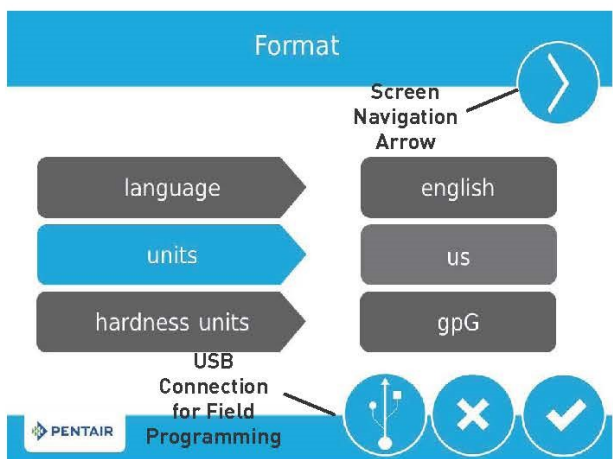 Format
Screen
Navigation
Arrow
language
english
units
us
hardness units
gpG
USB
Connection
for Field
Programming
PENTAIR